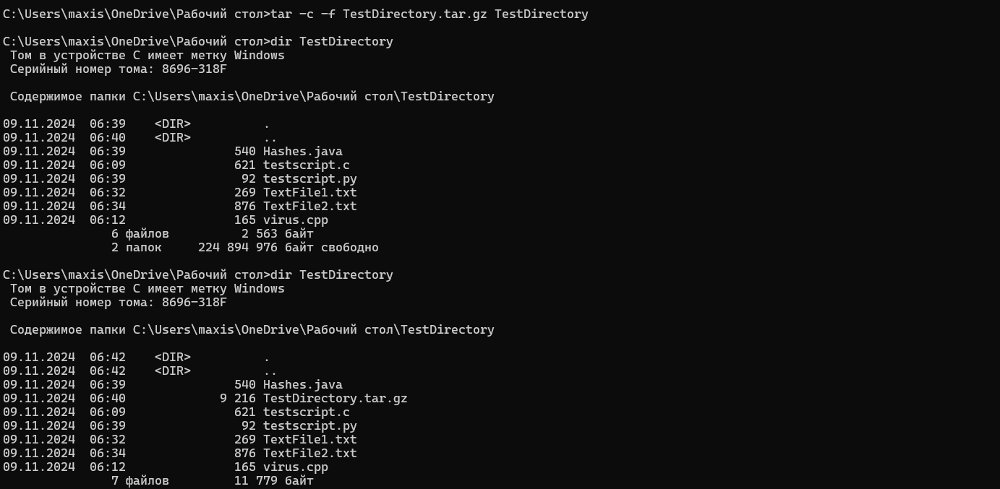 C:\Users\maxis\OneDrive\Рабочий стол>tar -c -f TestDirectory.tar.gz TestDirectory
C:\Users\maxis\OneDrive\Рабочий стол>dir TestDirectory
Том в устройстве C имеет метку Windows
Серийный номер тома: 8696-318F
Содержимое папки C:\Users\maxis\OneDrive\Рабочий стол\TestDirectory
09.11.2024  06:39    <DIR>          .
09.11.2024  06:40    <DIR>          ..
09.11.2024  06:39               540 Hashes.java
09.11.2024  06:09               621 testscript.c
09.11.2024  06:39                92 testscript.py
09.11.2024  06:32               269 TextFile1.txt
09.11.2024  06:34               876 TextFile2.txt
09.11.2024  06:12               165 virus.cpp
6 файлов          2 563 байт
2 папок     224 894 976 байт свободно
C:\Users\maxis\OneDrive\Рабочий стол>dir TestDirectory
Том в устройстве C имеет метку Windows
Серийный номер тома: 8696-318F
Содержимое папки C:\Users\maxis\OneDrive\Рабочий стол\TestDirectory
09.11.2024  06:42    <DIR>          .
09.11.2024  06:42    <DIR>          ..
09.11.2024  06:39               540 Hashes.java
09.11.2024  06:40             9 216 TestDirectory.tar.gz
09.11.2024  06:09               621 testscript.c
09.11.2024  06:39                92 testscript.py
09.11.2024  06:32               269 TextFile1.txt
09.11.2024  06:34               876 TextFile2.txt
09.11.2024  06:12               165 virus.cpp
7 файлов         11 779 байт